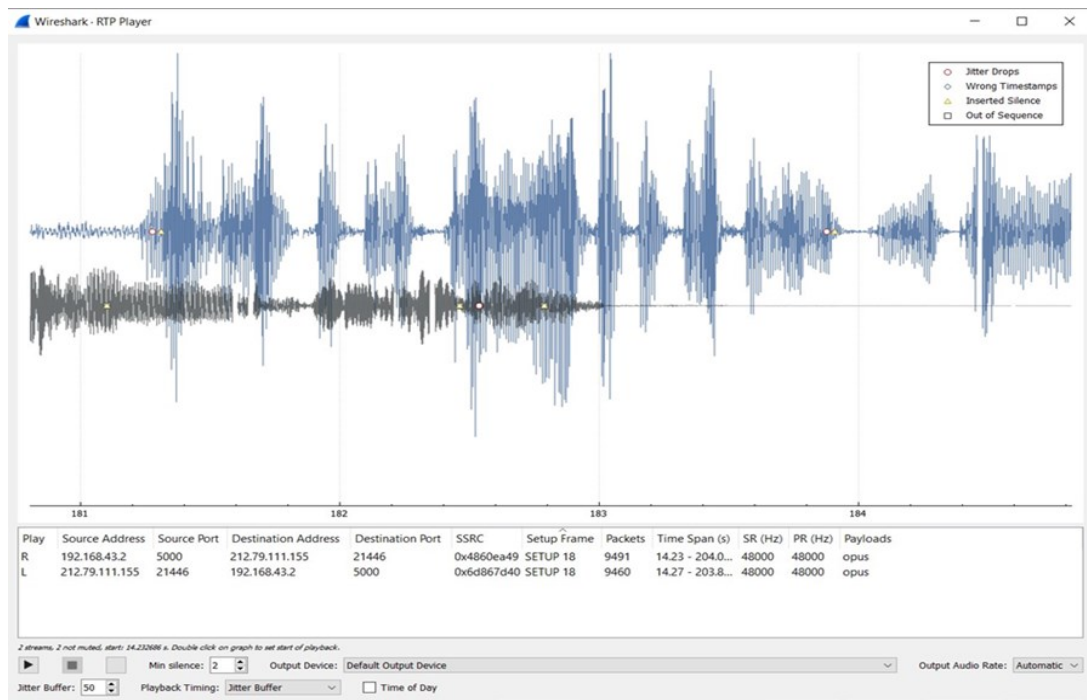 Wireshark · RTP Player
Jitter Drops
Wrong Timestamps
Inserted Silence
Out of Sequence
181 182 183 184
Play Source Address Source Port Destination Address Destination Port SSRC Setup Frame Packets Time Span (s) SR (Hz) PR (Hz) Payloads
R 192.168.43.2 5000 212.79.111.155 21446 0x4860ea49 SETUP 18 9491 14.23 - 204.0... 48000 48000 opus
L 212.79.111.155 21446 192.168.43.2 5000 0x6d867d40 SETUP 18 9460 14.27 - 203.8... 48000 48000 opus
2 streams, 2 not muted, start: 14.232686 s. Double click on graph to set start of playback.
Min silence: 2 Output Device: Default Output Device Output Audio Rate: Automatic
Jitter Buffer: 50 Playback Timing: Jitter Buffer Time of Day